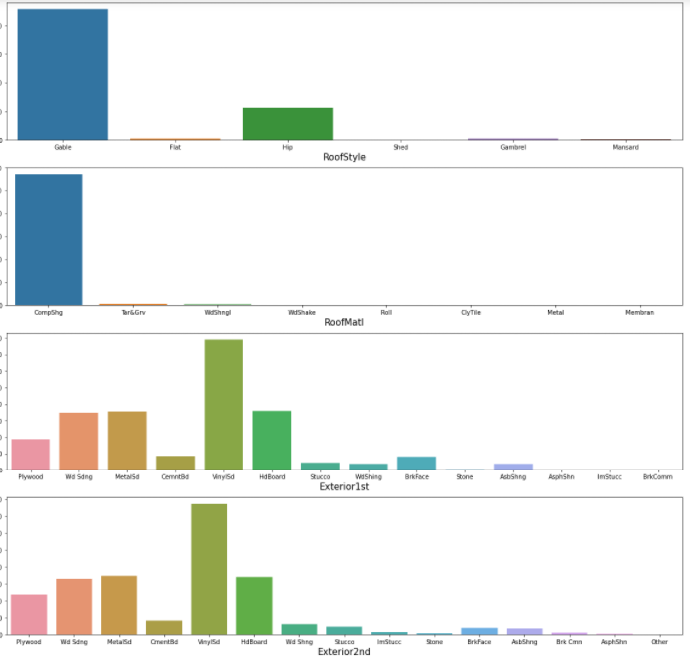 Gable Flat Hip Shed Gambrel Mansard
RoofStyle
CompShg Tar&Grv WdShngl WdShake Roll ClyTile Metal Membran
RoofMatl
Plywood Wd Sdng MetalSd CemntBd VinylSd HdBoard Stucco WdShing BrkFace Stone AsbShng AsphShn ImStucc BrkComm
Exterior1st
Plywood Wd Sdng MetalSd CmentBd VinylSd HdBoard Wd Shng Stucco ImStucc Stone BrkFace AsbShng Brk Cmn AsphShn Other
Exterior2nd